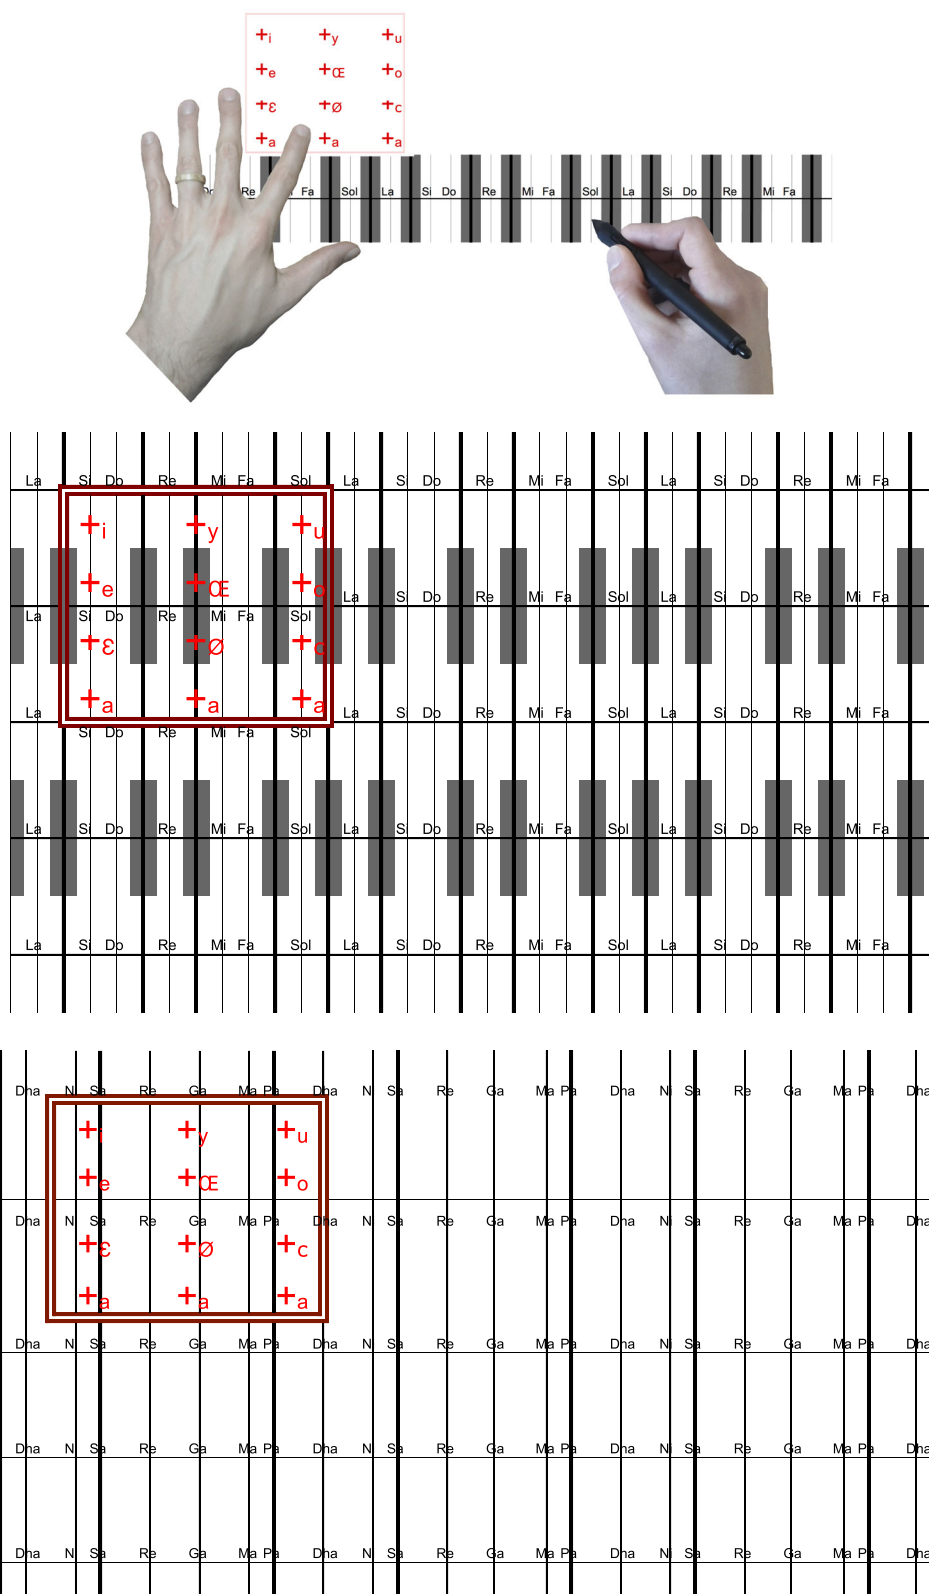 i y u
e Œ o
ɛ Ø ɔ
a a a
Re Fa Sol La Si Do Re Mi Fa Sol La Si Do Re Mi Fa
La Si Do Re Mi Fa Sol La Si Do Re Mi Fa Sol La Si Do Re Mi Fa
i y u
e Œ o
La Si Do Re Mi Fa Sol La Si Do Re Mi Fa
La Si Do Re Mi Fa Sol
ɛ Ø ɔ
a a a
La La Si Do Re Mi Fa Sol La Si Do Re Mi Fa
Si Do Re Mi Fa Sol
La Si Do Re Mi Fa Sol La Si Do Re Mi Fa Sol La Si Do Re Mi Fa
La Si Do Re Mi Fa Sol La Si Do Re Mi Fa Sol La Si Do Re Mi Fa
Dha Ni Sa Re Ga Ma Pa Dha Ni Sa Re Ga Ma Pa Dha Ni Sa Re Ga Ma Pa Dha
i y u
e Œ o
Dha Ni Sa Re Ga Ma Pa Dha Ni Sa Re Ga Ma Pa Dha Ni Sa Re Ga Ma Pa Dha
ɛ Ø ɔ
a a a
Dha Ni Sa Re Ga Ma Pa Dha Ni Sa Re Ga Ma Pa Dha Ni Sa Re Ga Ma Pa Dha
Dha Ni Sa Re Ga Ma Pa Dha Ni Sa Re Ga Ma Pa Dha Ni Sa Re Ga Ma Pa Dha
Dha Ni Sa Re Ga Ma Pa Dha Ni Sa Re Ga Ma Pa Dha Ni Sa Re Ga Ma Pa Dha